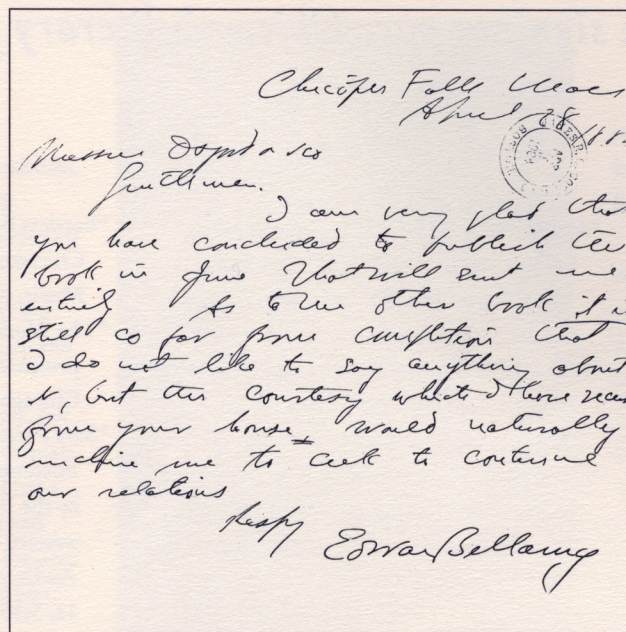 Chicopee Falls Mass
April 28
Messrs Osgood & Co
Gentlemen.
I am very glad that
you have concluded to publish the
book in June That will suit me
entirely As to the other book it is
still so far from completion that
I do not like to say anything about
it, but the courtesy which I have
from your house would naturally
incline me to seek to continue
our relations
Respy
Edward Bellamy